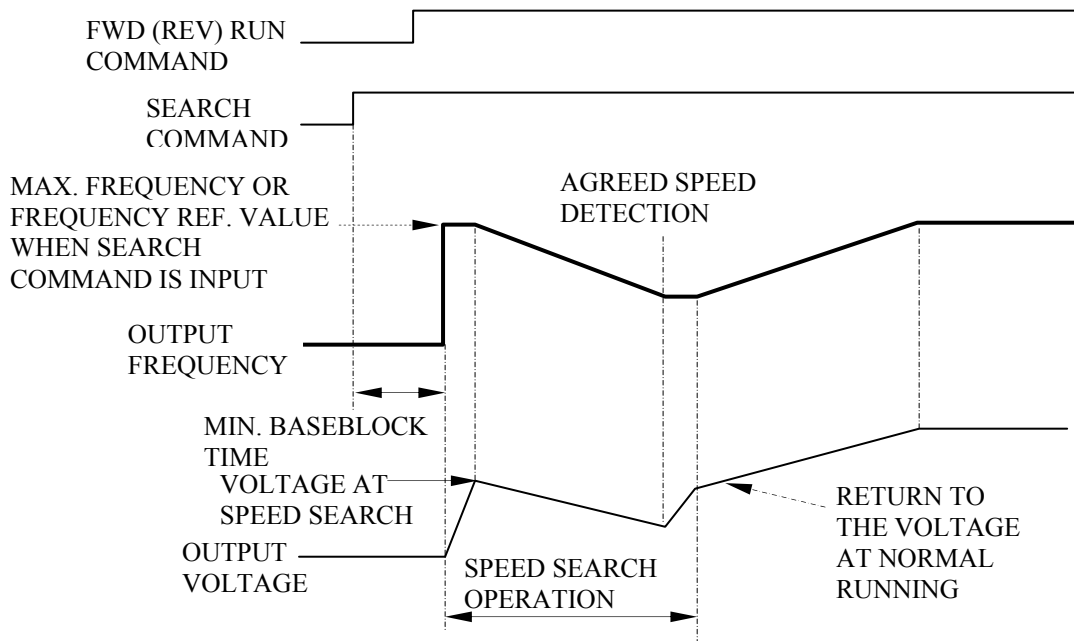 FWD (REV) RUN
COMMAND
SEARCH
COMMAND
MAX. FREQUENCY OR
FREQUENCY REF. VALUE
WHEN SEARCH
COMMAND IS INPUT
AGREED SPEED
DETECTION
OUTPUT
FREQUENCY
MIN. BASEBLOCK
TIME
VOLTAGE AT
SPEED SEARCH
RETURN TO
THE VOLTAGE
AT NORMAL
RUNNING
OUTPUT
VOLTAGE
SPEED SEARCH
OPERATION